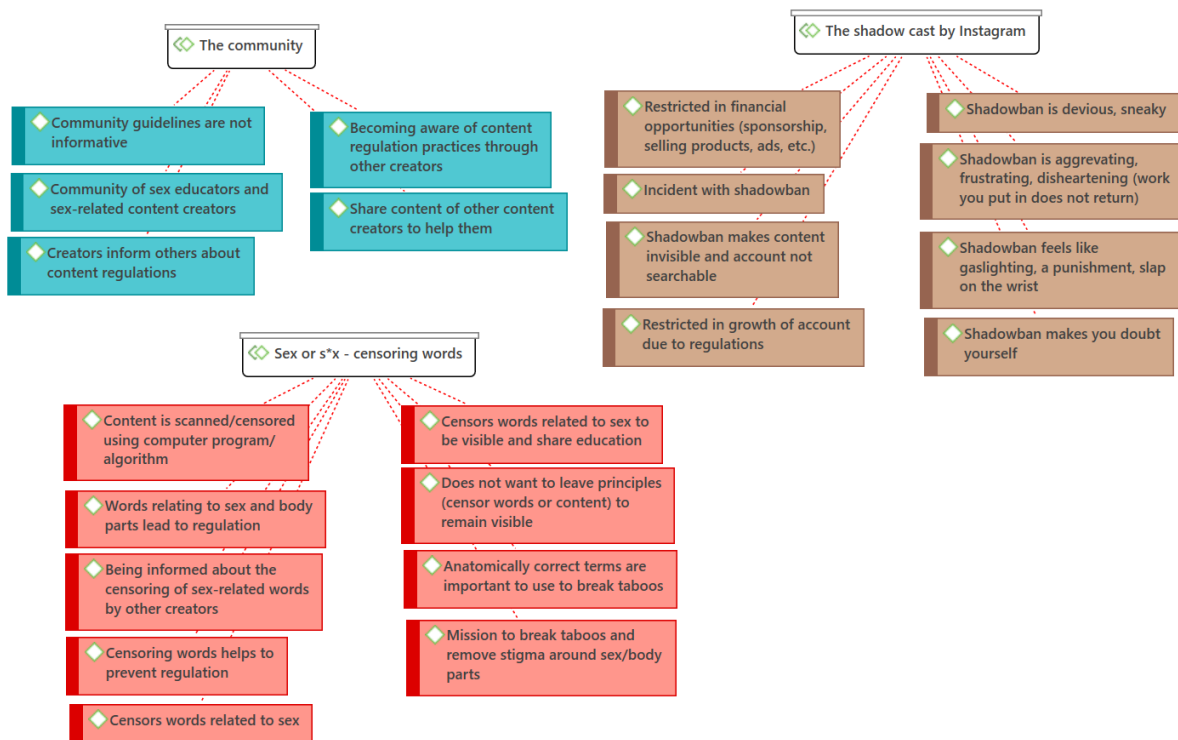 The community
Community guidelines are not
informative
Community of sex educators and
sex-related content creators
Creators inform others about
content regulations
Becoming aware of content
regulation practices through
other creators
Share content of other content
creators to help them
The shadow cast by Instagram
Restricted in financial
opportunities (sponsorship,
selling products, ads, etc.)
Incident with shadowban
Shadowban makes content
invisible and account not
searchable
Restricted in growth of account
due to regulations
Shadowban is devious, sneaky
Shadowban is aggrevating,
frustrating, disheartening (work
you put in does not return)
Shadowban feels like
gaslighting, a punishment, slap
on the wrist
Shadowban makes you doubt
yourself
Sex or s*x - censoring words
Content is scanned/censored
using computer program/
algorithm
Words relating to sex and body
parts lead to regulation
Being informed about the
censoring of sex-related words
by other creators
Censoring words helps to
prevent regulation
Censors words related to sex
Censors words related to sex to
be visible and share education
Does not want to leave principles
(censor words or content) to
remain visible
Anatomically correct terms are
important to use to break taboos
Mission to break taboos and
remove stigma around sex/body
parts